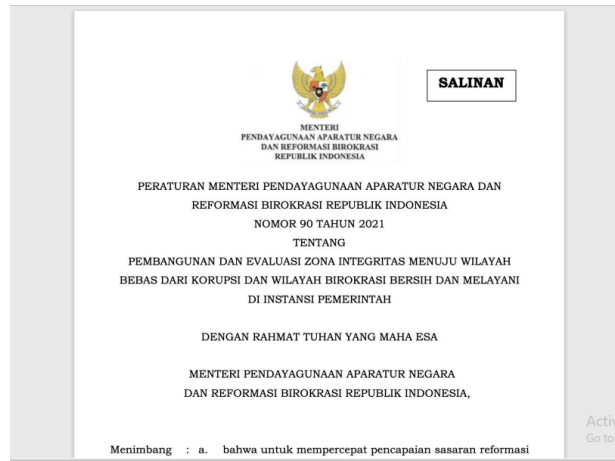 SALINAN
MENTERI
PENDAYAGUNAAN APARATUR NEGARA
DAN REFORMASI BIROKRASI
REPUBLIK INDONESIA
PERATURAN MENTERI PENDAYAGUNAAN APARATUR NEGARA DAN
REFORMASI BIROKRASI REPUBLIK INDONESIA
NOMOR 90 TAHUN 2021
TENTANG
PEMBANGUNAN DAN EVALUASI ZONA INTEGRITAS MENUJU WILAYAH
BEBAS DARI KORUPSI DAN WILAYAH BIROKRASI BERSIH DAN MELAYANI
DI INSTANSI PEMERINTAH
DENGAN RAHMAT TUHAN YANG MAHA ESA
MENTERI PENDAYAGUNAAN APARATUR NEGARA
DAN REFORMASI BIROKRASI REPUBLIK INDONESIA,
Menimbang : a. bahwa untuk mempercepat pencapaian sasaran reformasi
Activ
Go to